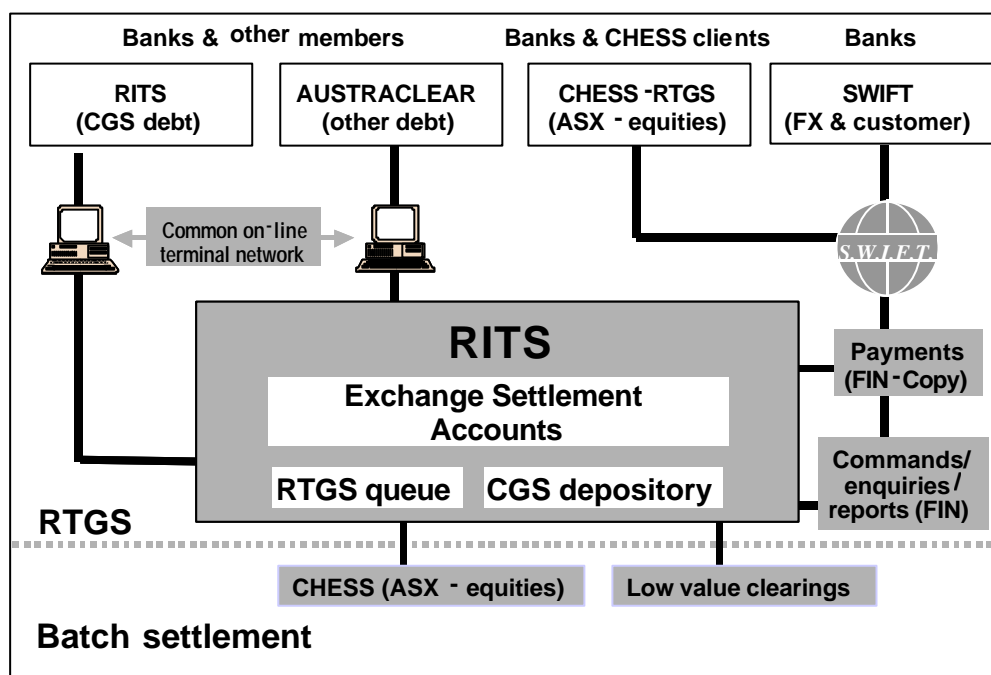 Banks & other members
Banks & CHESS clients
Banks
RITS
(CGS debt)
AUSTRACLEAR
(other debt)
CHESS-RTGS
(ASX - equities)
SWIFT
(FX & customer)
Common on-line
terminal network
S.W.I.F.T.
RITS
Exchange Settlement
Accounts
RTGS queue
CGS depository
Payments
(FIN-Copy)
Commands/
enquiries/
reports (FIN)
RTGS
CHESS (ASX - equities)
Low value clearings
Batch settlement